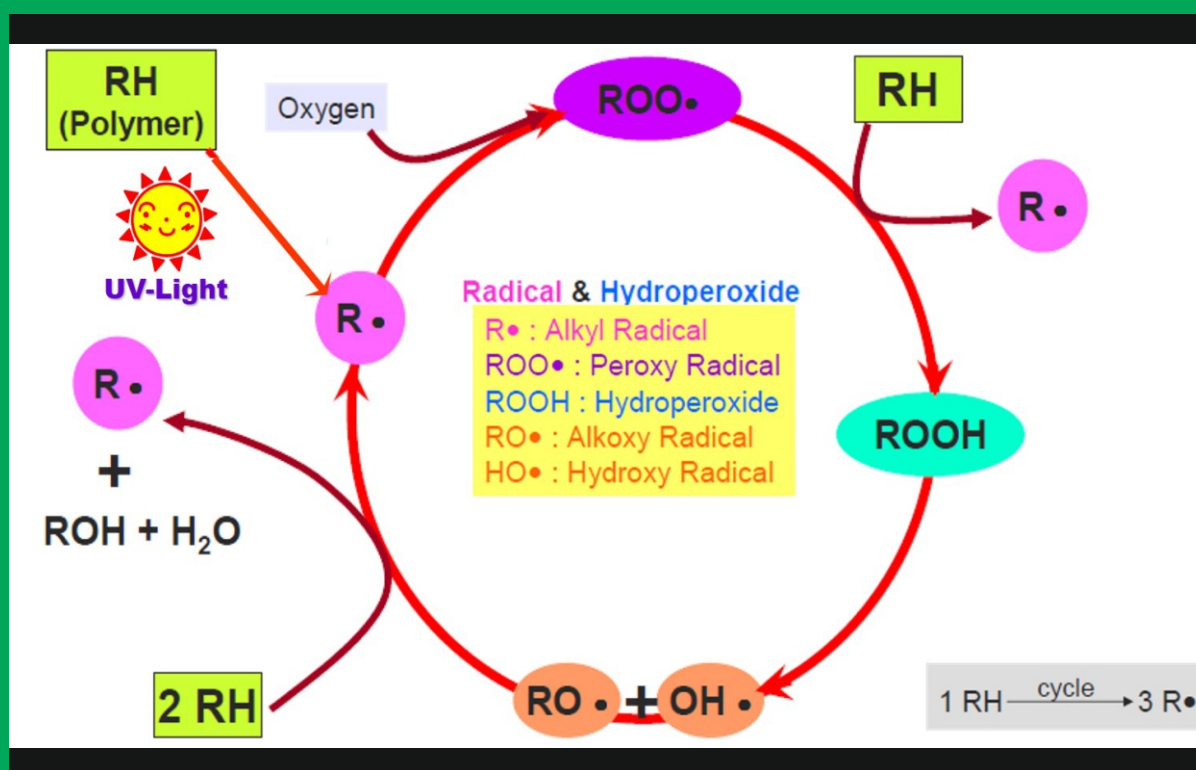 RH
(Polymer)
UV-Light
Oxygen
ROO•
RH
R •
R •
Radical & Hydroperoxide
R• : Alkyl Radical
ROO• : Peroxy Radical
ROOH : Hydroperoxide
RO• : Alkoxy Radical
HO• : Hydroxy Radical
ROOH
R •
+
ROH + H₂O
2 RH
RO • + OH •
1 RH cycle 3 R•